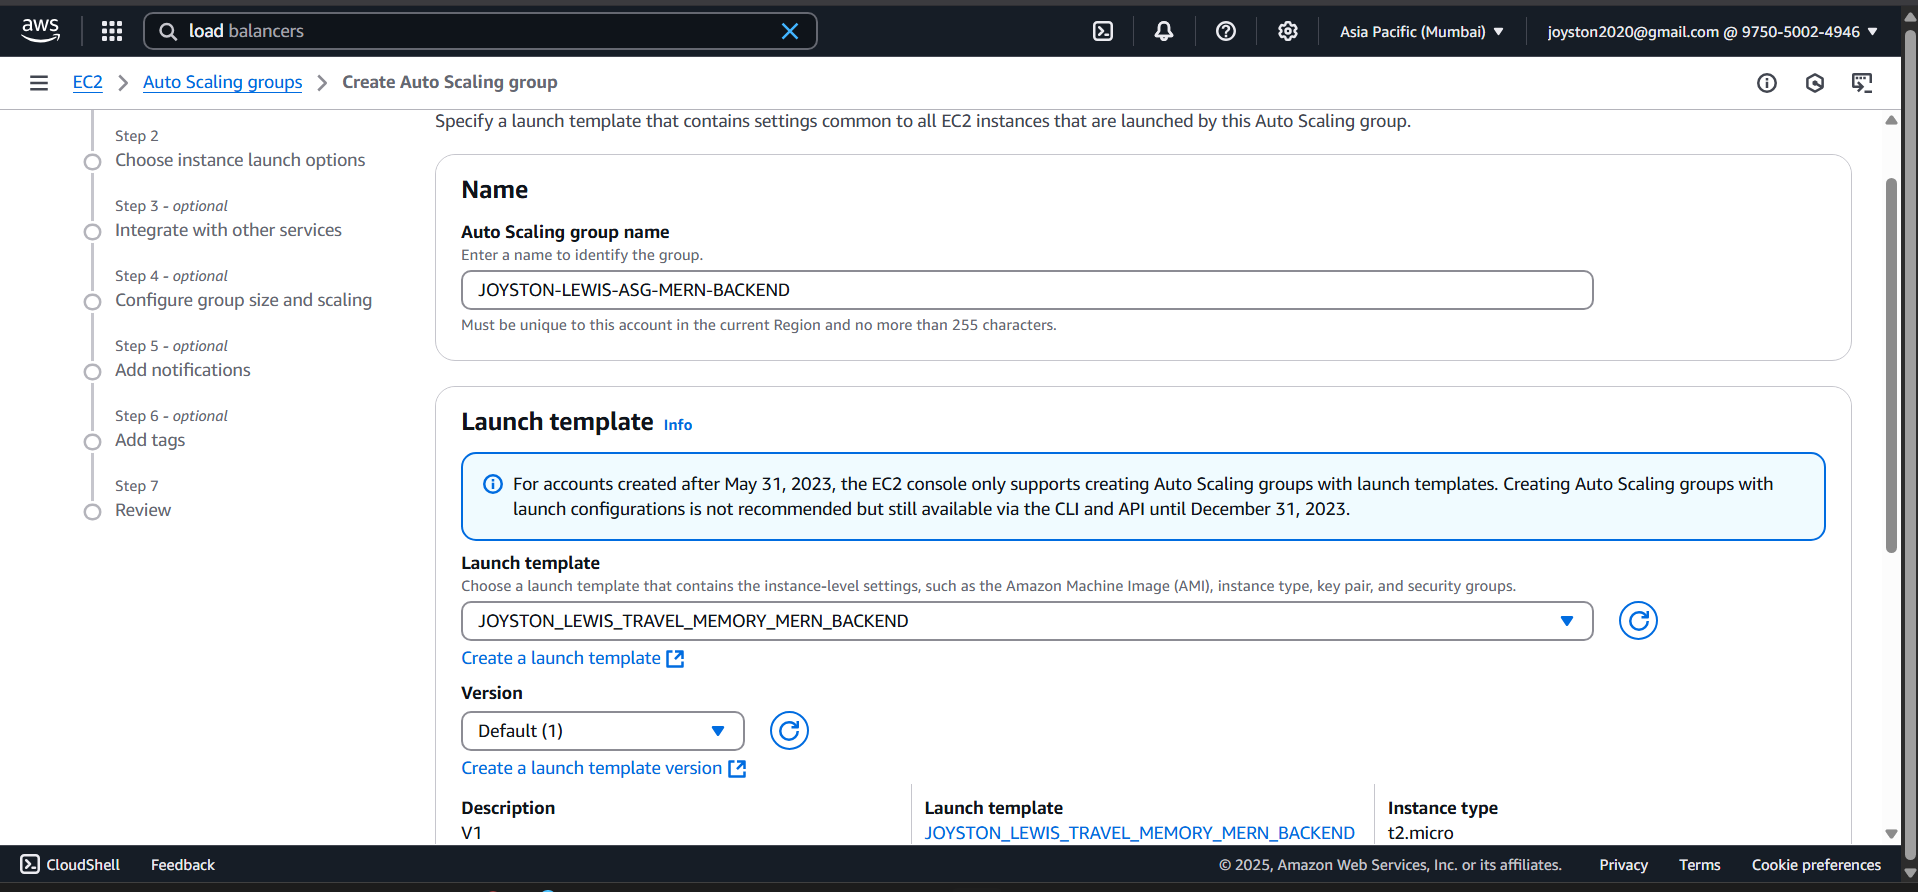 aws
load balancers
Asia Pacific (Mumbai)
joyston2020@gmail.com @ 9750-5002-4946
EC2
Auto Scaling groups
Create Auto Scaling group
Step 2
Choose instance launch options
Step 3 - optional
Integrate with other services
Step 4 - optional
Configure group size and scaling
Step 5 - optional
Add notifications
Step 6 - optional
Add tags
Step 7
Review
Specify a launch template that contains settings common to all EC2 instances that are launched by this Auto Scaling group.
Name
Auto Scaling group name
Enter a name to identify the group.
JOYSTON-LEWIS-ASG-MERN-BACKEND
Must be unique to this account in the current Region and no more than 255 characters.
Launch template Info
For accounts created after May 31, 2023, the EC2 console only supports creating Auto Scaling groups with launch templates. Creating Auto Scaling groups with
launch configurations is not recommended but still available via the CLI and API until December 31, 2023.
Launch template
Choose a launch template that contains the instance-level settings, such as the Amazon Machine Image (AMI), instance type, key pair, and security groups.
JOYSTON_LEWIS_TRAVEL_MEMORY_MERN_BACKEND
Create a launch template
Version
Default (1)
Create a launch template version
Description
V1
Launch template
JOYSTON_LEWIS_TRAVEL_MEMORY_MERN_BACKEND
Instance type
t2.micro
CloudShell
Feedback
© 2025, Amazon Web Services, Inc. or its affiliates.
Privacy
Terms
Cookie preferences